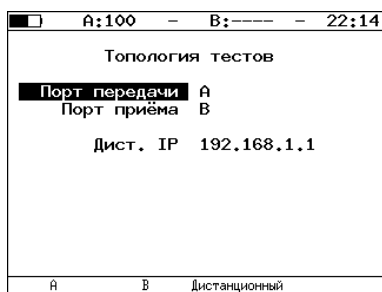 A:100 – B:---- – 22:14
Топология тестов
Порт передачи A
Порт приёма B
Дист. IP 192.168.1.1
A B Дистанционный